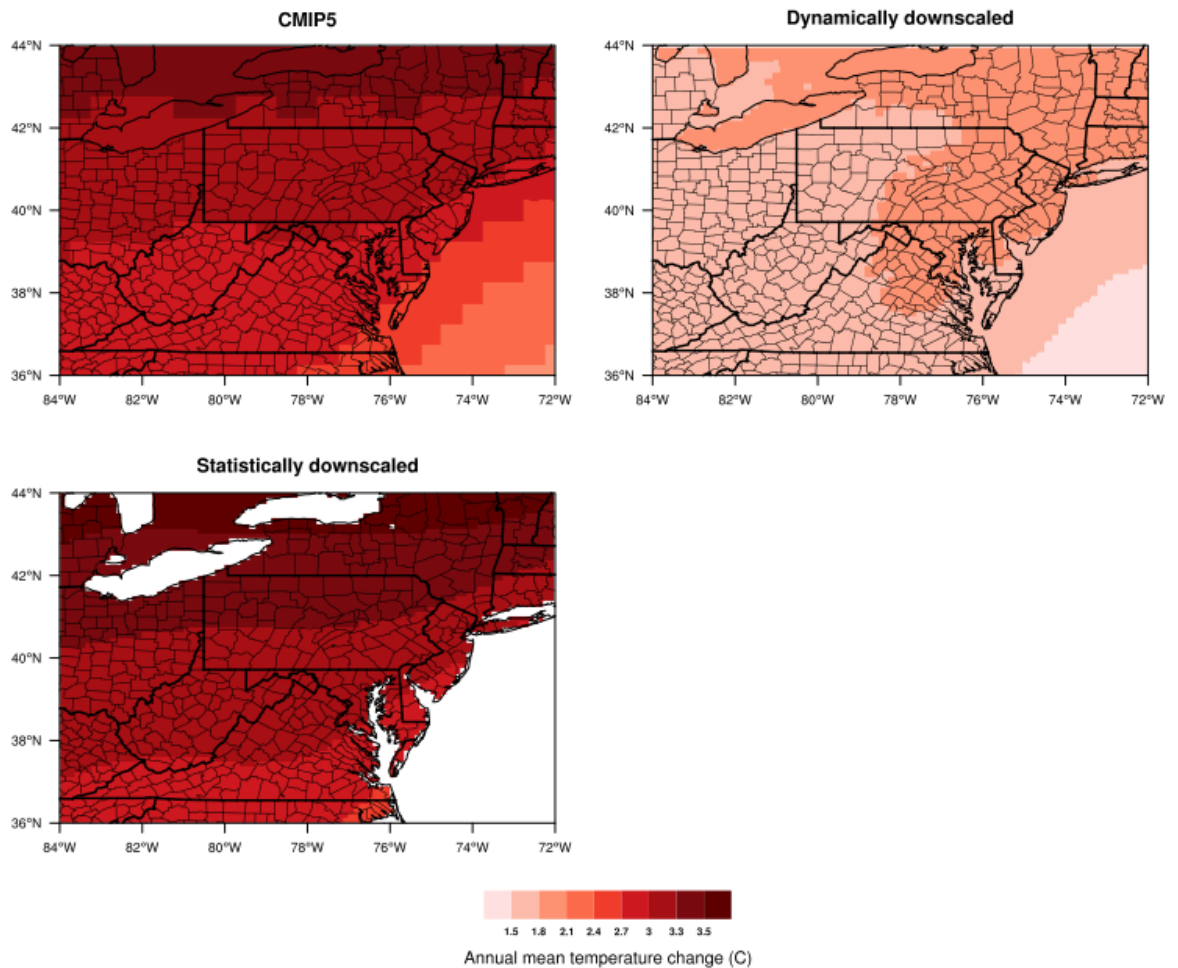 CMIP5
Dynamically downscaled
44°N
42°N
40°N
38°N
36°N
84°W 82°W 80°W 78°W 76°W 74°W 72°W
44°N
42°N
40°N
38°N
36°N
84°W 82°W 80°W 78°W 76°W 74°W 72°W
Statistically downscaled
44°N
42°N
40°N
38°N
36°N
84°W 82°W 80°W 78°W 76°W 74°W 72°W
1.5 1.8 2.1 2.4 2.7 3 3.3 3.5
Annual mean temperature change (C)